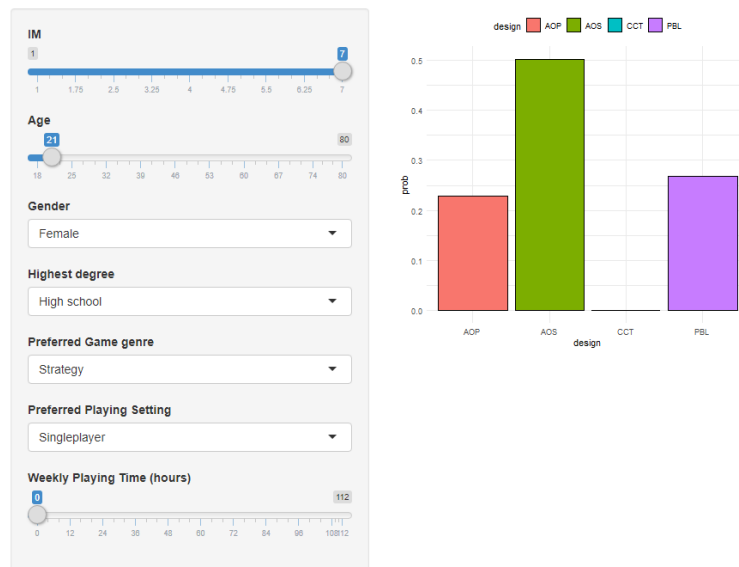 IM
1 7
1 1.75 2.5 3.25 4 4.75 5.5 6.25 7
Age
21 80
18 25 32 39 46 53 60 67 74 80
Gender
Female
Highest degree
High school
Preferred Game genre
Strategy
Preferred Playing Setting
Singleplayer
Weekly Playing Time (hours)
0 112
0 12 24 36 48 60 72 84 96 108 112
design AOP AOS CCT PBL
0.5
0.4
0.3
0.2
0.1
0.0
prob
AOP AOS CCT PBL
design